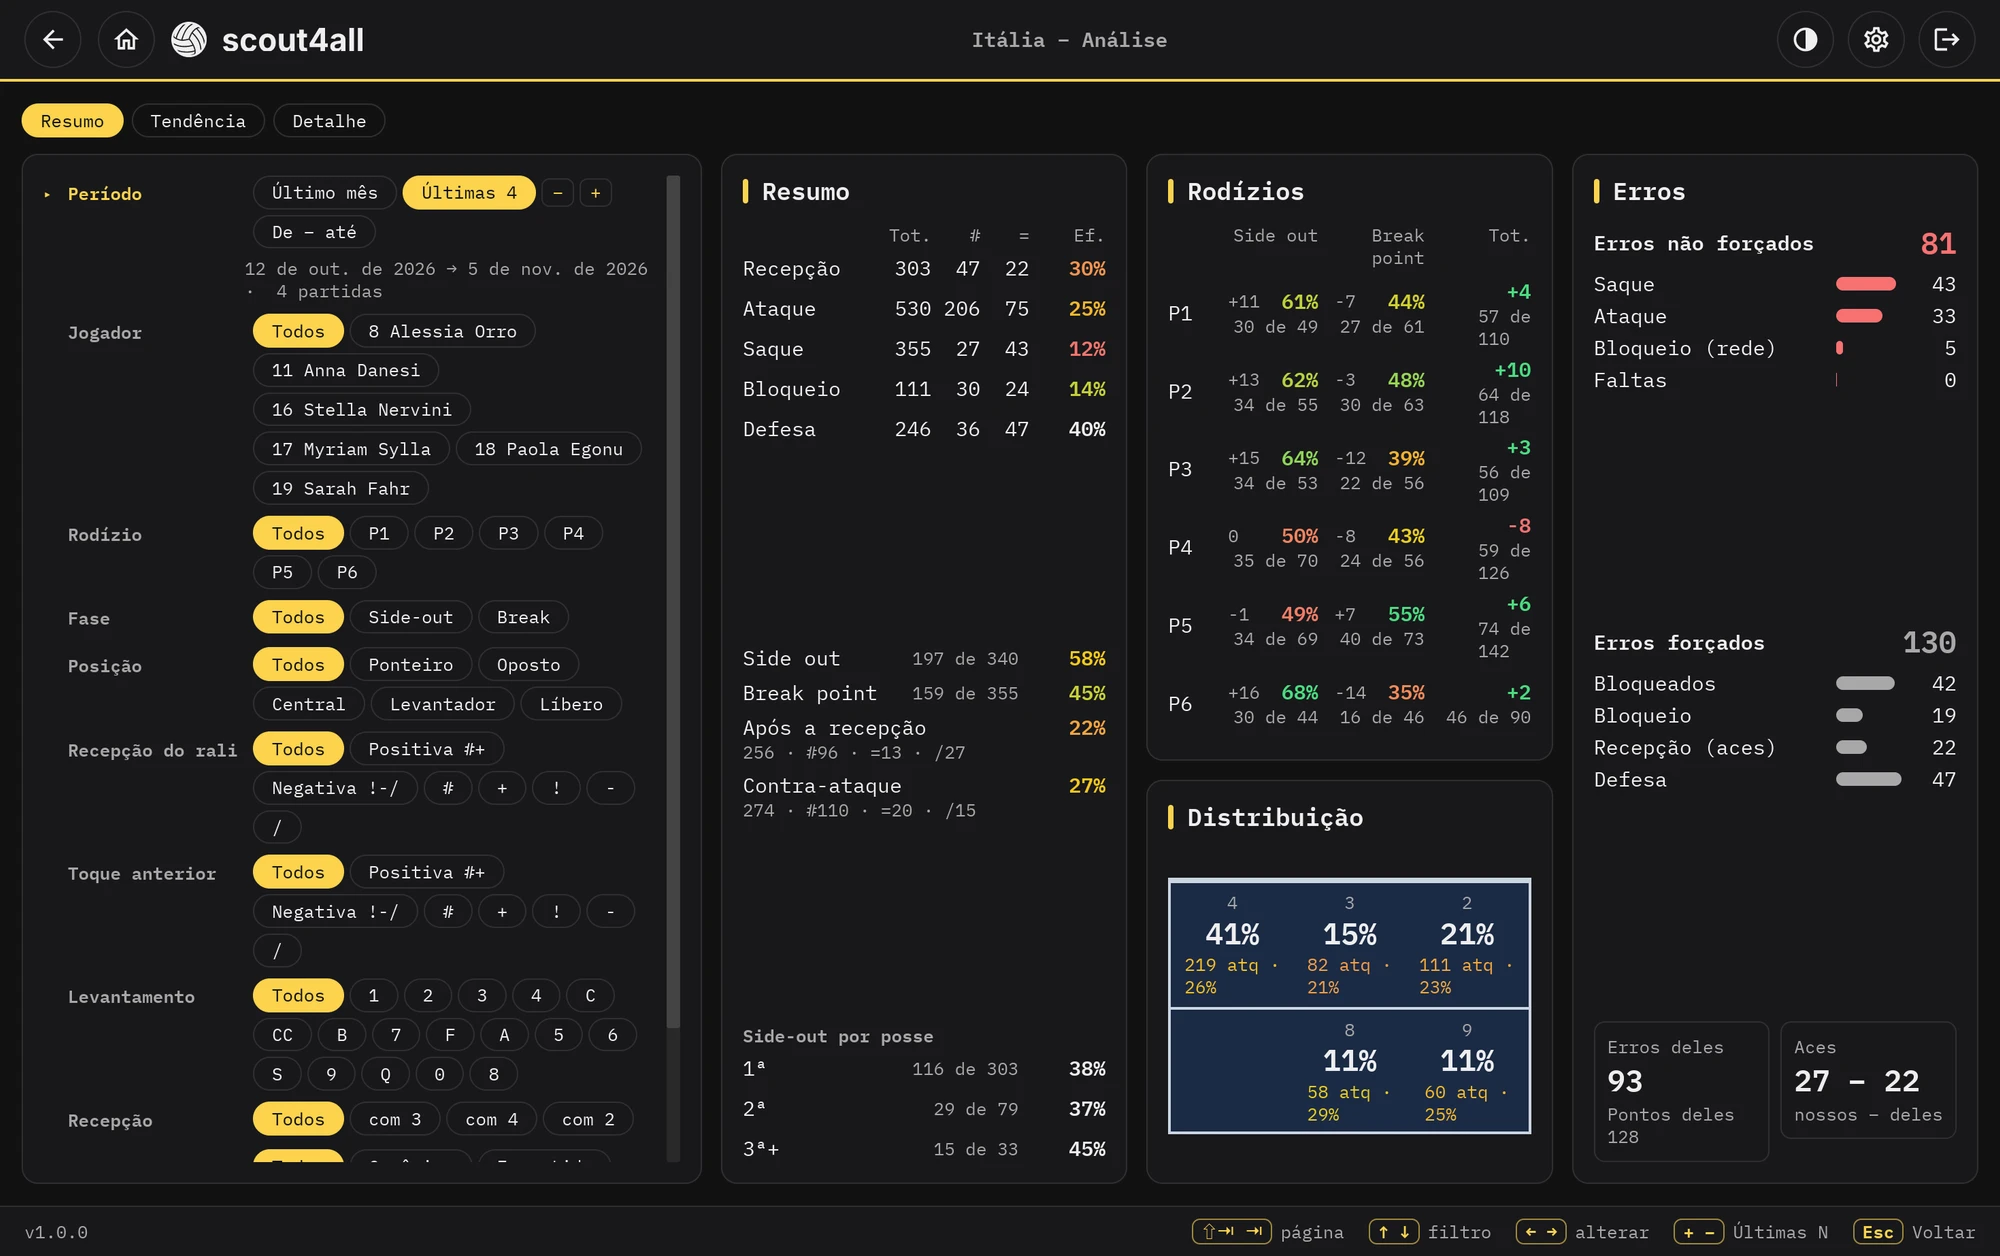 scout4all
Itália – Análise
Resumo Tendência Detalhe
▸ Período
Último mês Últimas 4 − +
De – até
12 de out. de 2026 → 5 de nov. de 2026
· 4 partidas
Jogador
Todos 8 Alessia Orro
11 Anna Danesi
16 Stella Nervini
17 Myriam Sylla 18 Paola Egonu
19 Sarah Fahr
Rodízio
Todos P1 P2 P3 P4
P5 P6
Fase
Todos Side-out Break
Posição
Todos Ponteiro Oposto
Central Levantador Líbero
Recepção do rali
Todos Positiva #+
Negativa !-/ # + ! -
/
Toque anterior
Todos Positiva #+
Negativa !-/ # + ! -
/
Levantamento
Todos 1 2 3 4 C
CC B 7 F A 5 6
S 9 Q 0 8
Recepção
Todos com 3 com 4 com 2
Resumo
Tot. # = Ef.
Recepção 303 47 22 30%
Ataque 530 206 75 25%
Saque 355 27 43 12%
Bloqueio 111 30 24 14%
Defesa 246 36 47 40%
Side out 197 de 340 58%
Break point 159 de 355 45%
Após a recepção 22%
256 · #96 · =13 · /27
Contra-ataque 27%
274 · #110 · =20 · /15
Side-out por posse
1ª 116 de 303 38%
2ª 29 de 79 37%
3ª+ 15 de 33 45%
Rodízios
Side out Break point Tot.
P1 +11 61% -7 44% +4
30 de 49 27 de 61 57 de 110
P2 +13 62% -3 48% +10
34 de 55 30 de 63 64 de 118
P3 +15 64% -12 39% +3
34 de 53 22 de 56 56 de 109
P4 0 50% -8 43% -8
35 de 70 24 de 56 59 de 126
P5 -1 49% +7 55% +6
34 de 69 40 de 73 74 de 142
P6 +16 68% -14 35% +2
30 de 44 16 de 46 46 de 90
Distribuição
4 3 2
41% 15% 21%
219 atq · 26% 82 atq · 21% 111 atq · 23%
8 9
11% 11%
58 atq · 29% 60 atq · 25%
Erros
Erros não forçados 81
Saque 43
Ataque 33
Bloqueio (rede) 5
Faltas 0
Erros forçados 130
Bloqueados 42
Bloqueio 19
Recepção (aces) 22
Defesa 47
Erros deles
93
Pontos deles
128
Aces
27 – 22
nossos – deles
v1.0.0
⇧⇥ ⇥ página ↑ ↓ filtro ← → alterar + − Últimas N Esc Voltar